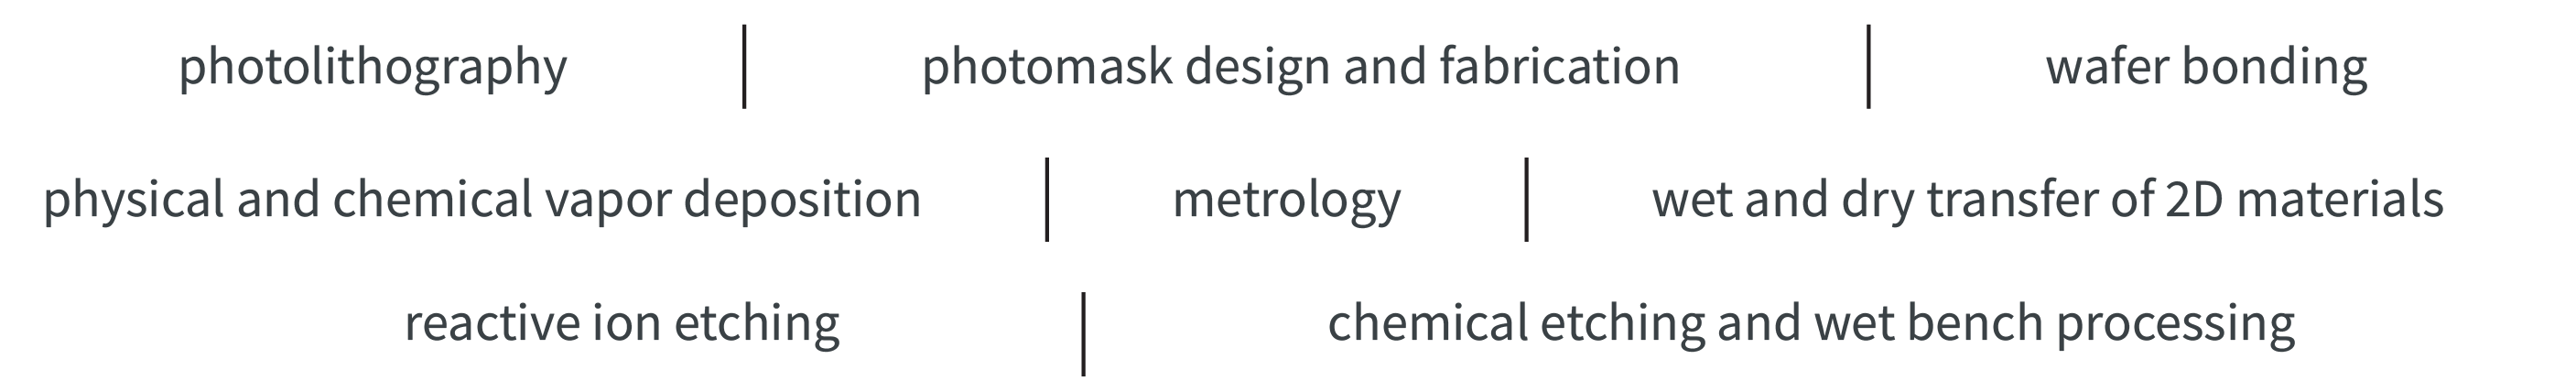 photolithography | photomask design and fabrication | wafer bonding
physical and chemical vapor deposition | metrology | wet and dry transfer of 2D materials
reactive ion etching | chemical etching and wet bench processing